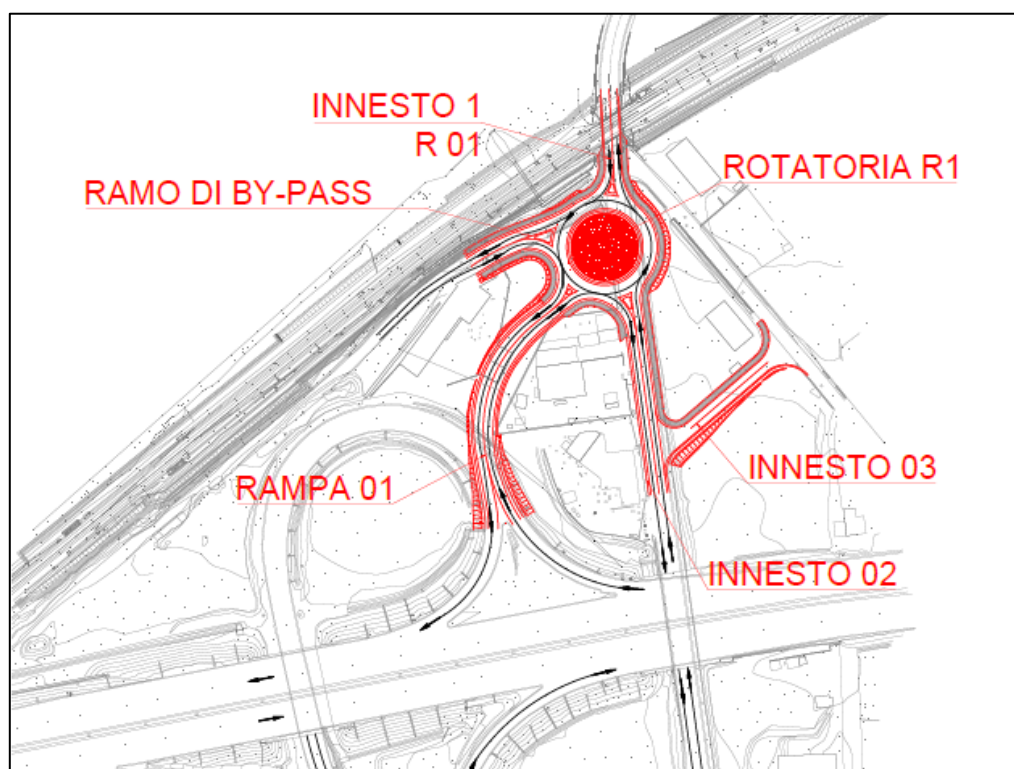 INNESTO 1
R 01
ROTATORIA R1
RAMO DI BY-PASS
INNESTO 03
RAMPA 01
INNESTO 02